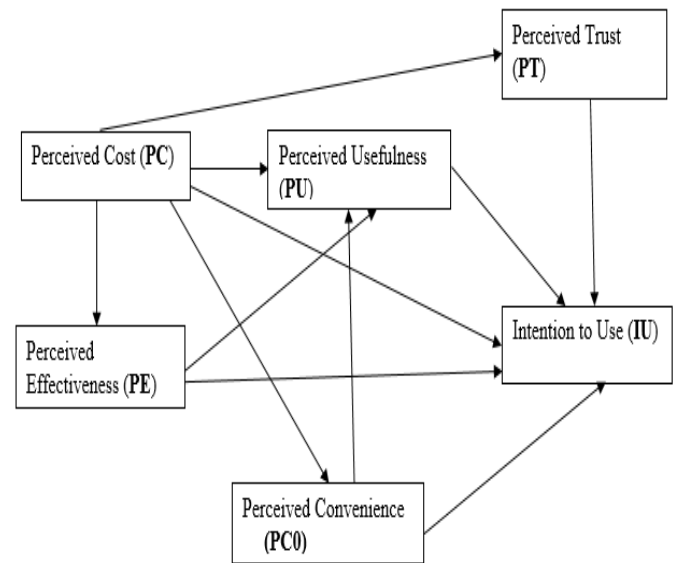 Perceived Trust
(PT)
Perceived Cost (PC)
Perceived Usefulness
(PU)
Intention to Use (IU)
Perceived
Effectiveness (PE)
Perceived Convenience
(PC0)